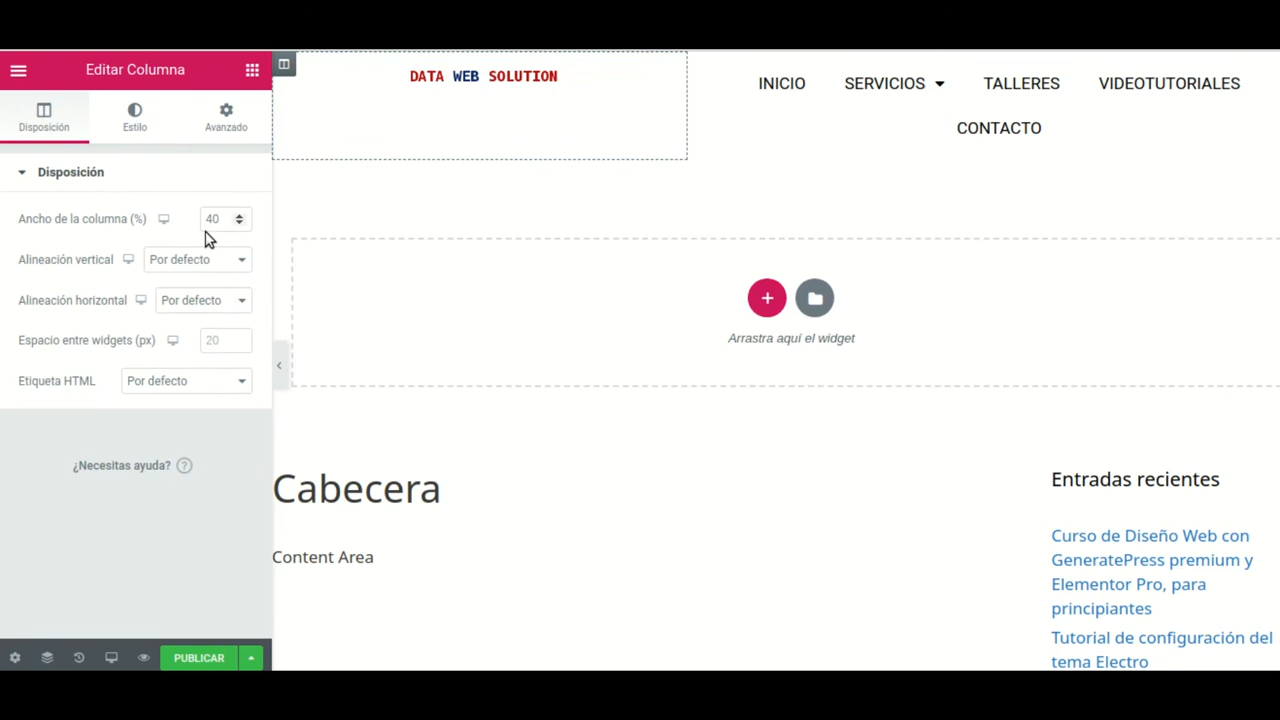 Editar Columna
Disposición
Estilo
Avanzado
Disposición
Ancho de la columna (%)
40
Alineación vertical
Por defecto
Alineación horizontal
Por defecto
Espacio entre widgets (px)
20
Etiqueta HTML
Por defecto
¿Necesitas ayuda? ?
PUBLICAR
DATA WEB SOLUTION
INICIO
SERVICIOS
TALLERES
VIDEOTUTORIALES
CONTACTO
Arrastra aquí el widget
Cabecera
Content Area
Entradas recientes
Curso de Diseño Web con
GeneratePress premium y
Elementor Pro, para
principiantes
Tutorial de configuración del
tema Electro